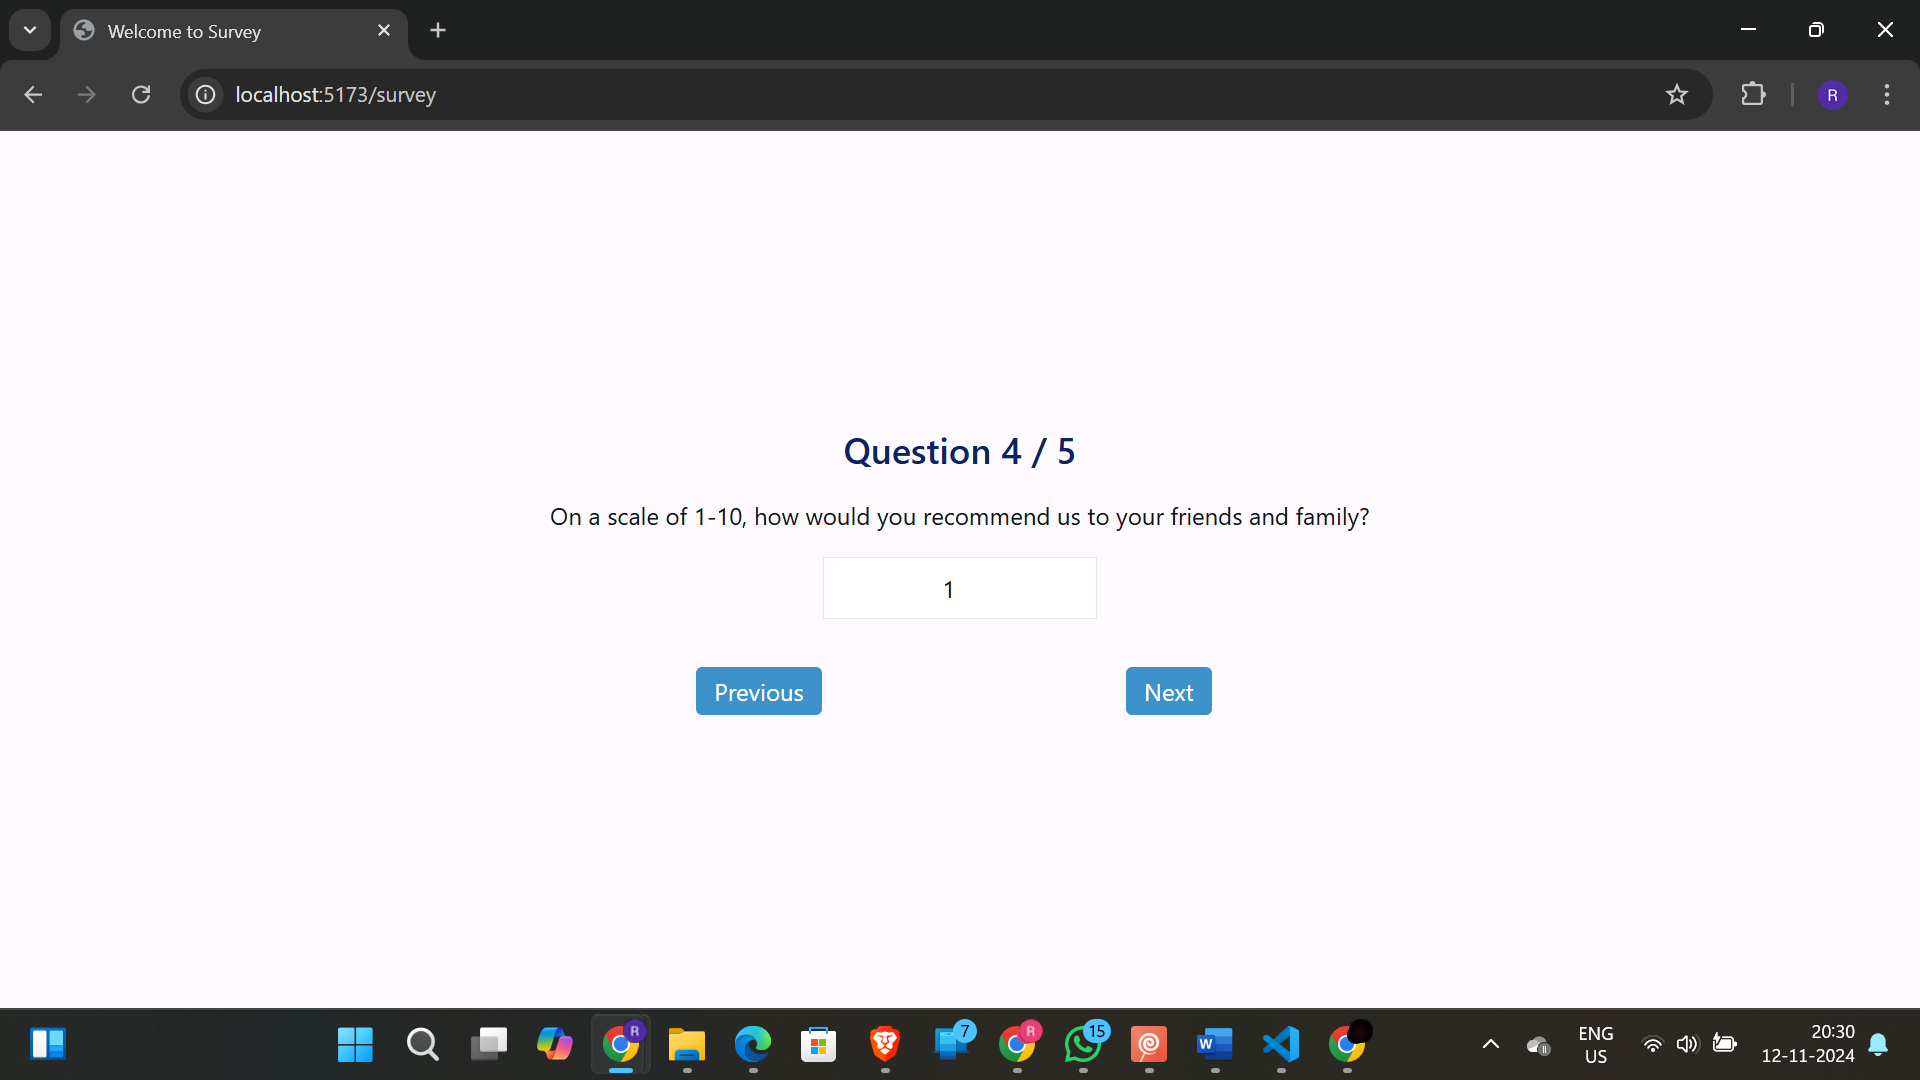 Welcome to Survey
localhost:5173/survey
R
Question 4 / 5
On a scale of 1-10, how would you recommend us to your friends and family?
1
Previous
Next
R
7
R
15
W
ENG
US
20:30
12-11-2024